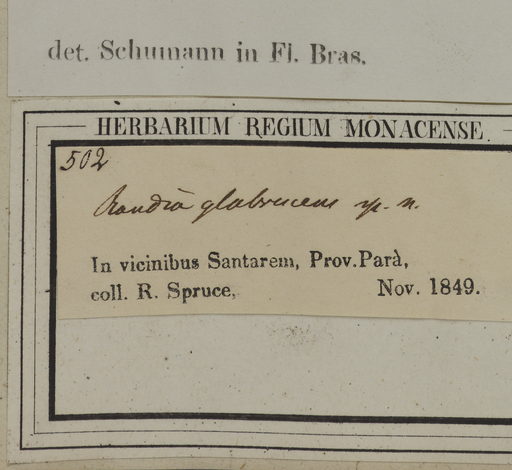 det. Schumann in Fl. Bras.
HERBARIUM REGIUM MONACENSE.
502
Randia glabrescens sp. n.
In vicinibus Santarem, Prov. Parà,
coll. R. Spruce, Nov. 1849.